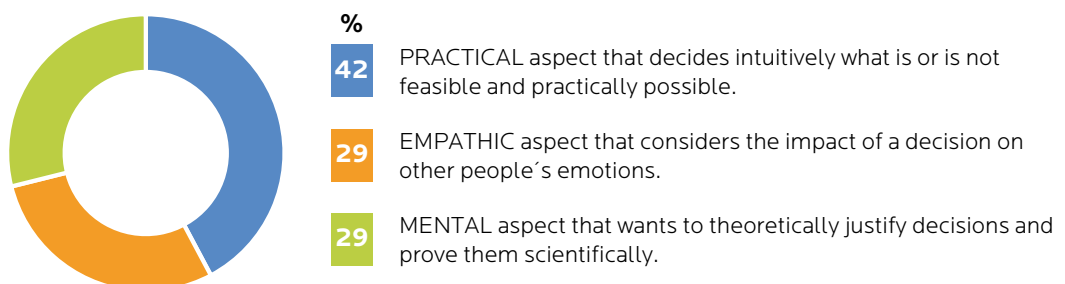 %
42
PRACTICAL aspect that decides intuitively what is or is not
feasible and practically possible.
29
EMPATHIC aspect that considers the impact of a decision on
other people´s emotions.
29
MENTAL aspect that wants to theoretically justify decisions and
prove them scientifically.